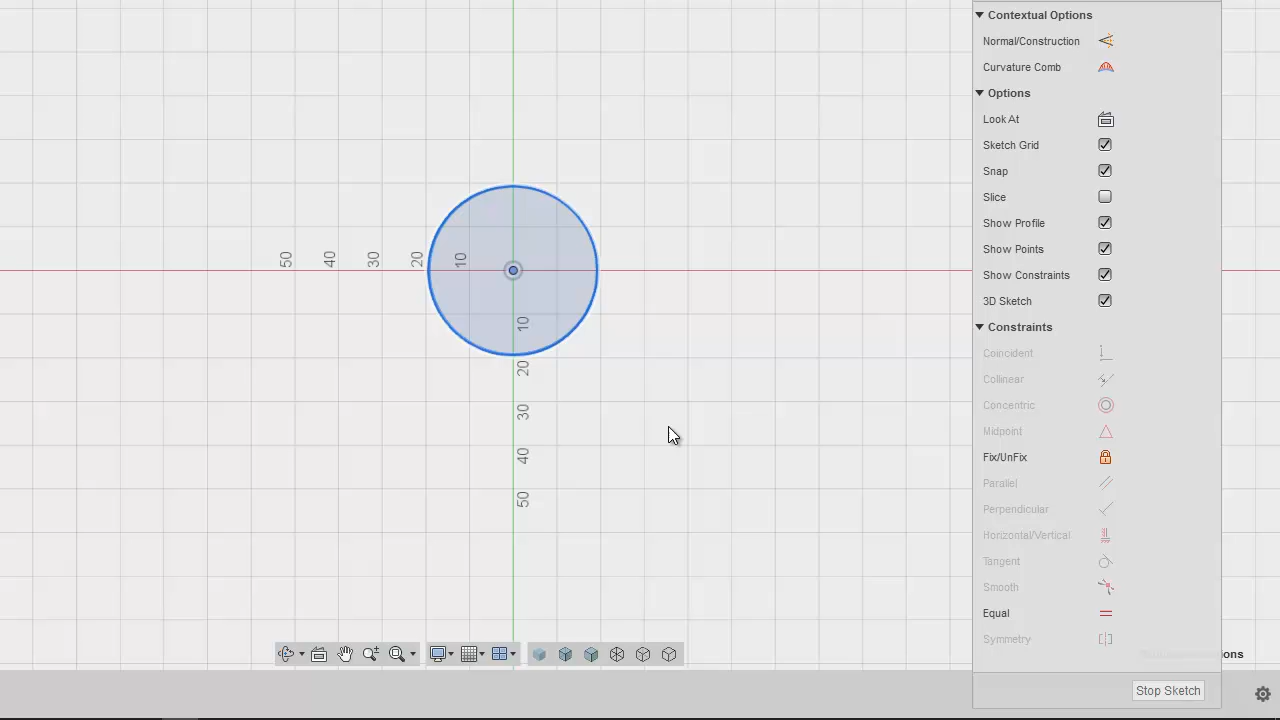 Contextual Options
Normal/Construction
Curvature Comb
Options
Look At
Sketch Grid
Snap
Slice
Show Profile
Show Points
Show Constraints
3D Sketch
Constraints
Coincident
Collinear
Concentric
Midpoint
Fix/UnFix
Parallel
Perpendicular
Horizontal/Vertical
Tangent
Smooth
Equal
Symmetry
Stop Sketch
50 40 30 20 10
10
20
30
40
50